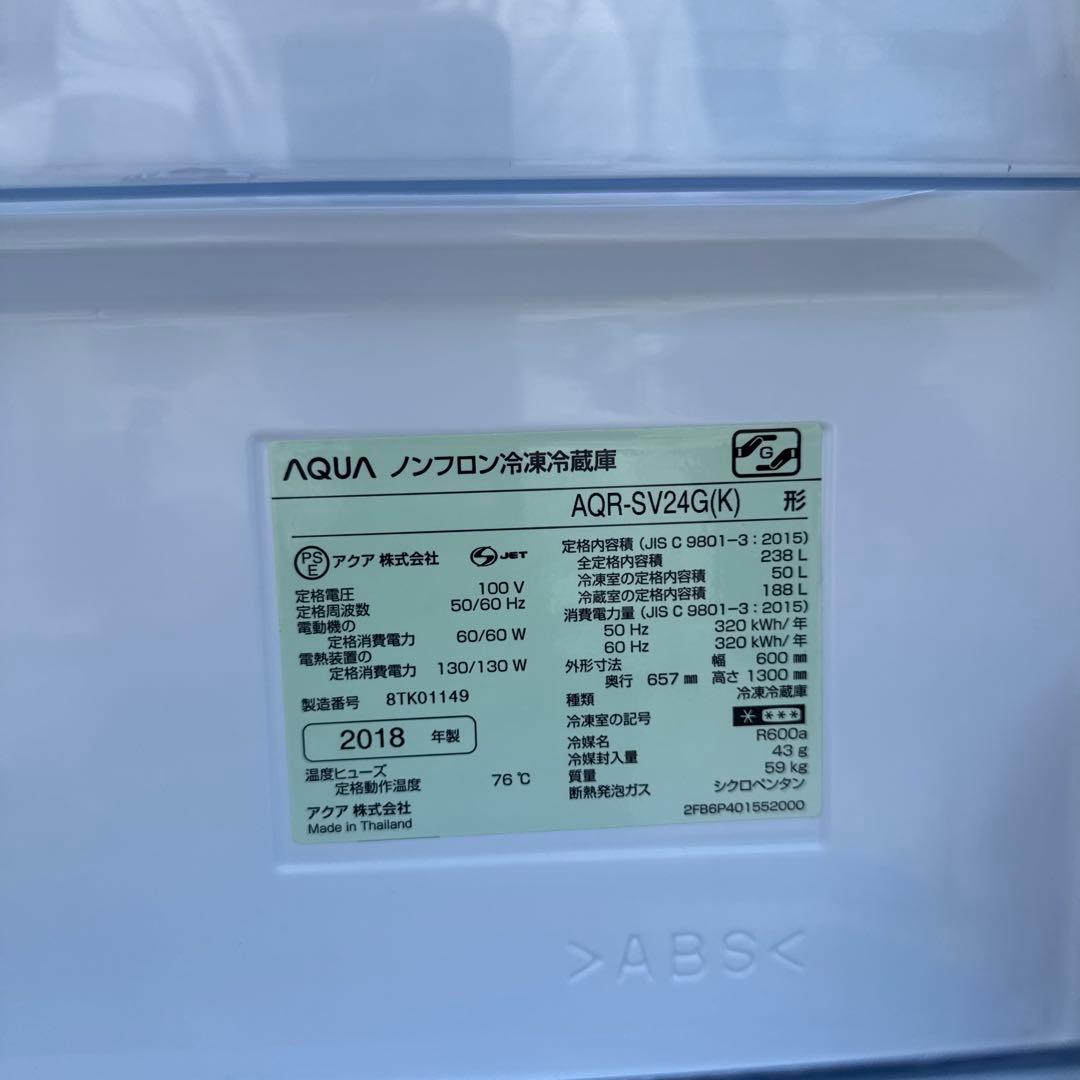 AQUA ノンフロン冷凍冷蔵庫
G
AQR-SV24G(K) 形
PS E アクア 株式会社 JET
定格電圧 100 V
定格周波数 50/60 Hz
電動機の
定格消費電力 60/60 W
電熱装置の
定格消費電力 130/130 W
製造番号 8TK01149
2018 年製
温度ヒューズ
定格動作温度 76 ℃
アクア 株式会社
Made in Thailand
定格内容積 (JIS C 9801-3 : 2015)
全定格内容積 238 L
冷凍室の定格内容積 50 L
冷蔵室の定格内容積 188 L
消費電力量 (JIS C 9801-3 : 2015)
50 Hz 320 kWh/年
60 Hz 320 kWh/年
外形寸法 幅 600 ㎜
奥行 657 ㎜ 高さ 1300 ㎜
種類 冷凍冷蔵庫
冷凍室の記号 * ***
冷媒名 R600a
冷媒封入量 43 g
質量 59 kg
断熱発泡ガス シクロペンタン
2FB6P401552000
>ABS<